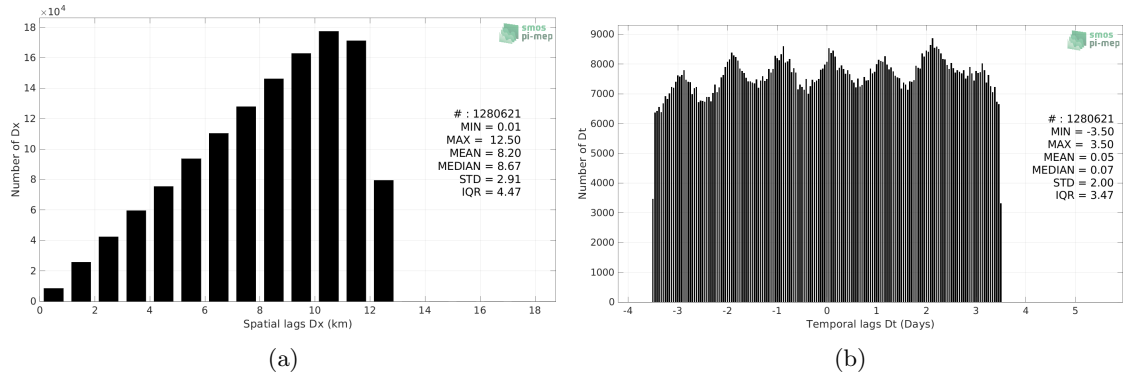 ×10⁴
18
16
14
12
10
8
6
4
2
0
Number of Dx
smos
pi-mep
# : 1280621
MIN = 0.01
MAX = 12.50
MEAN = 8.20
MEDIAN = 8.67
STD = 2.91
IQR = 4.47
0 2 4 6 8 10 12 14 16 18
Spatial lags Dx (km)
(a)
9000
8000
7000
6000
5000
4000
3000
2000
1000
0
Number of Dt
smos
pi-mep
# : 1280621
MIN = -3.50
MAX = 3.50
MEAN = 0.05
MEDIAN = 0.07
STD = 2.00
IQR = 3.47
-4 -3 -2 -1 0 1 2 3 4 5
Temporal lags Dt (Days)
(b)